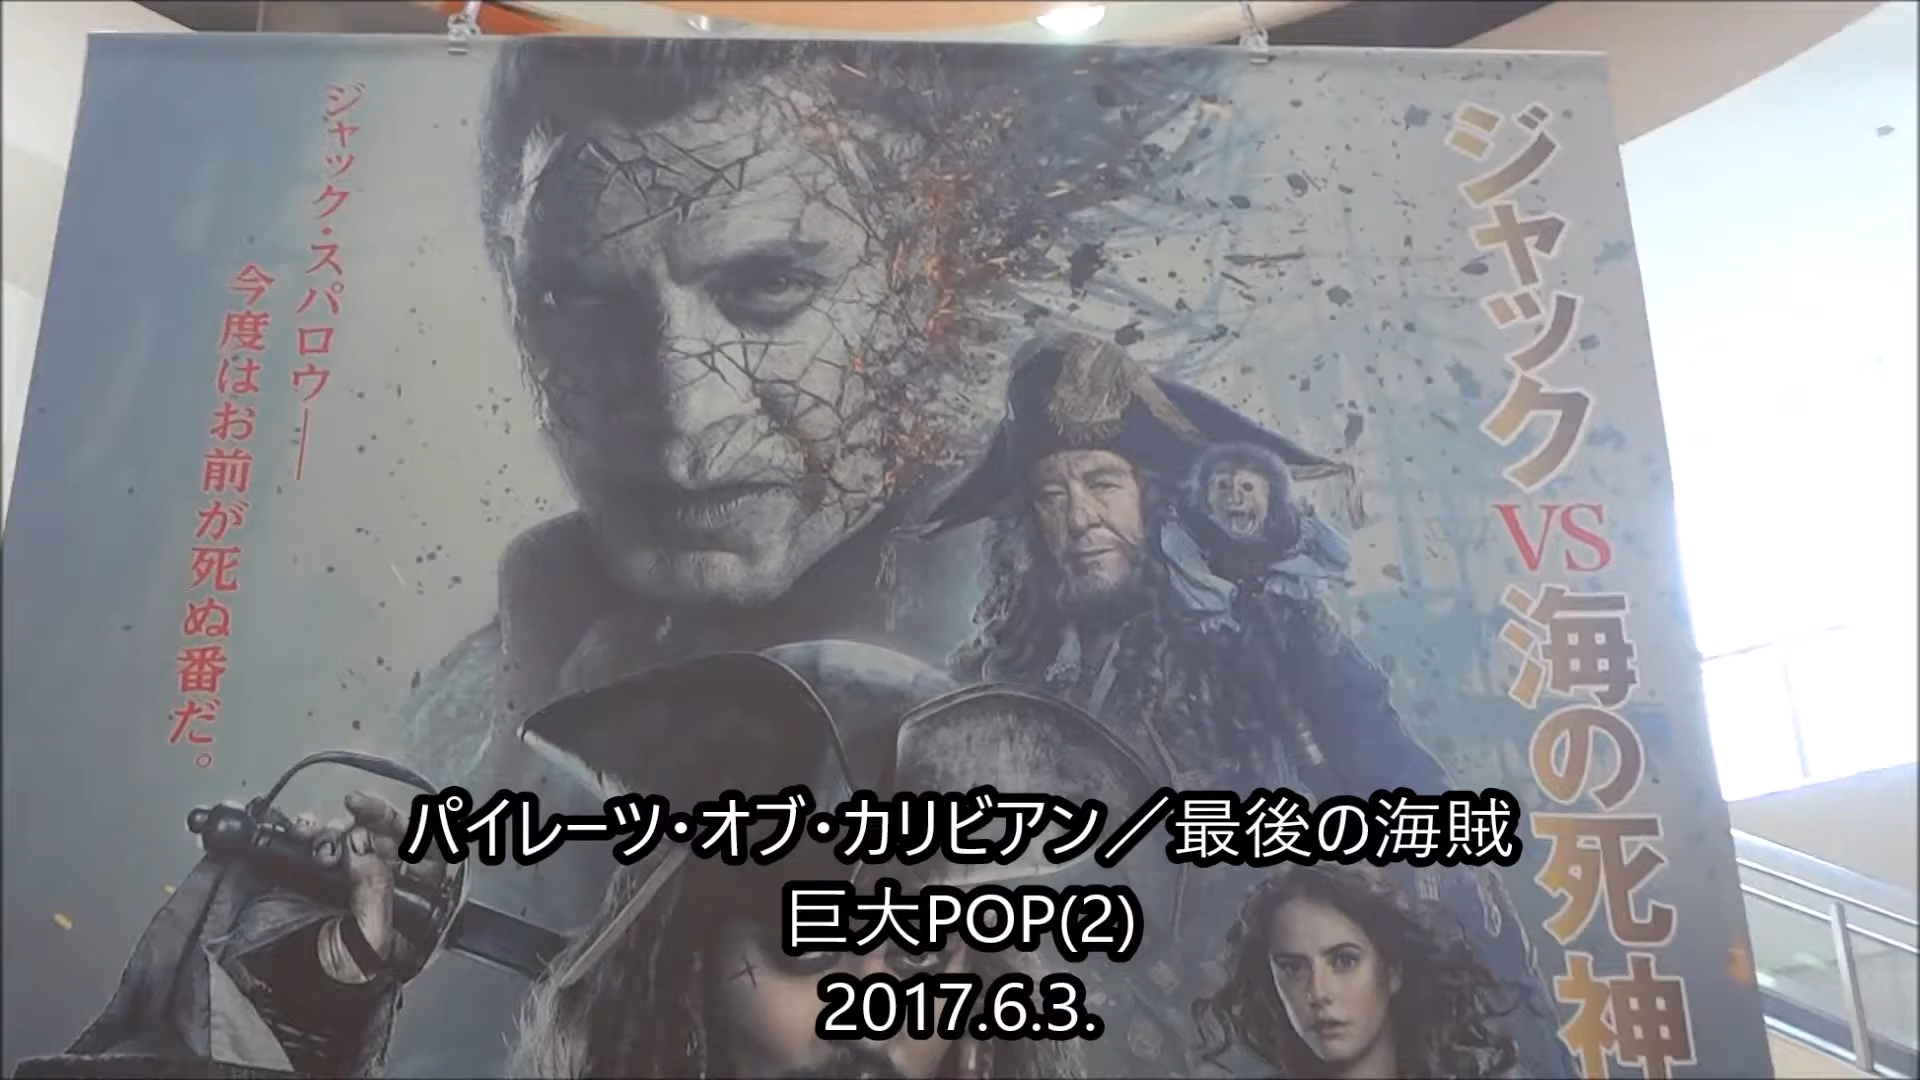 ジャック・スパロウ──
今度はお前が死ぬ番だ。
ジャックVS海の死神
パイレーツ・オブ・カリビアン／最後の海賊
巨大POP(2)
2017.6.3.